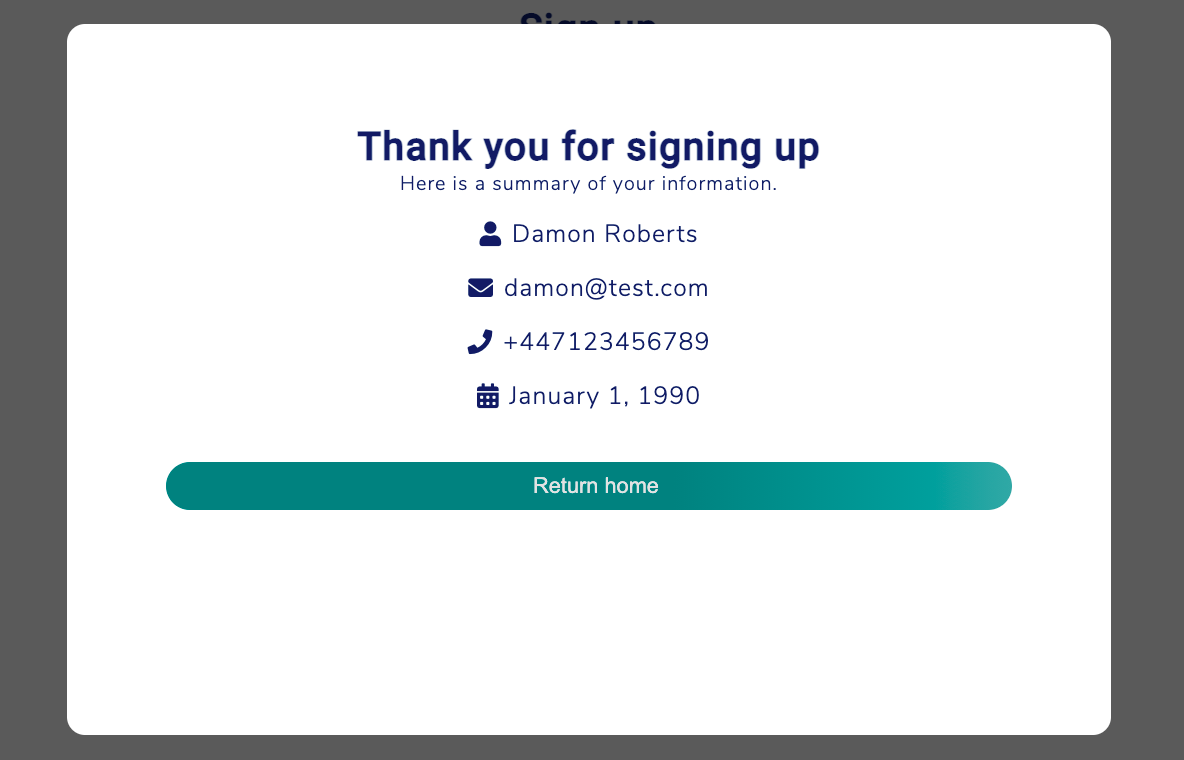 Sign up
Thank you for signing up
Here is a summary of your information.
Damon Roberts
damon@test.com
+447123456789
January 1, 1990
Return home